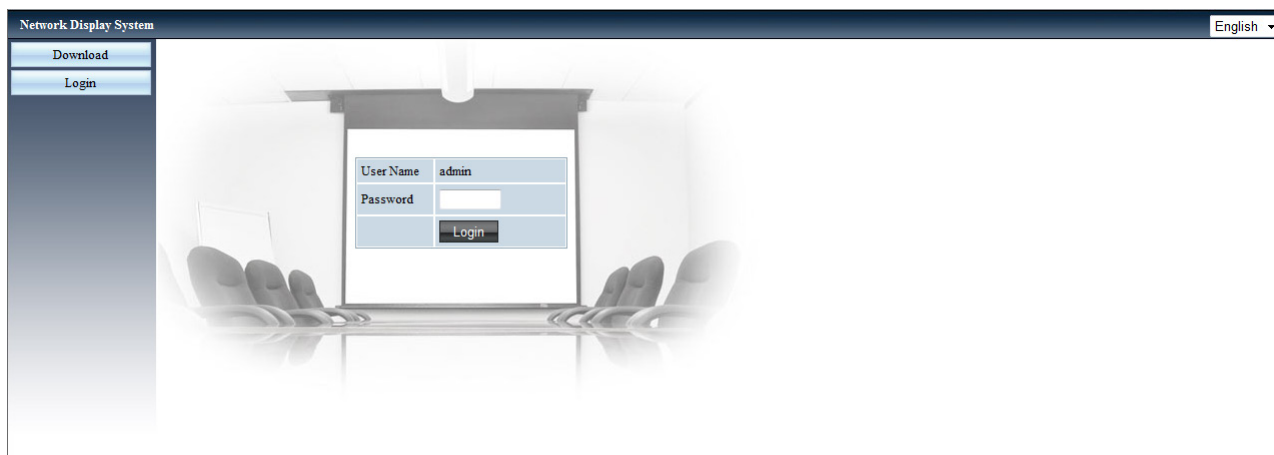 Network Display System
English
Download
Login
User Name admin
Password
Login